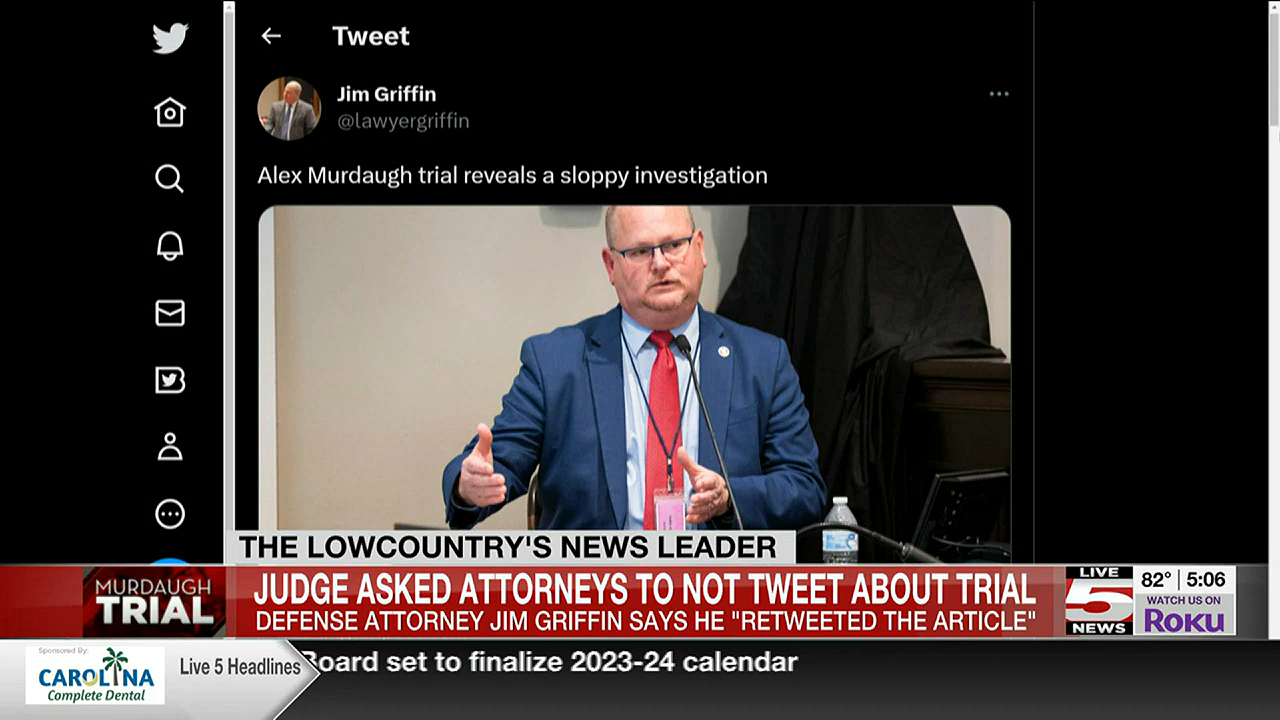 Tweet
Jim Griffin
@lawyergriffin
Alex Murdaugh trial reveals a sloppy investigation
THE LOWCOUNTRY'S NEWS LEADER
MURDAUGH
TRIAL
JUDGE ASKED ATTORNEYS TO NOT TWEET ABOUT TRIAL
DEFENSE ATTORNEY JIM GRIFFIN SAYS HE "RETWEETED THE ARTICLE"
LIVE
5
NEWS
82° | 5:06
WATCH US ON
ROKU
Sponsored By:
CAROLINA
Complete Dental
Live 5 Headlines
Board set to finalize 2023-24 calendar